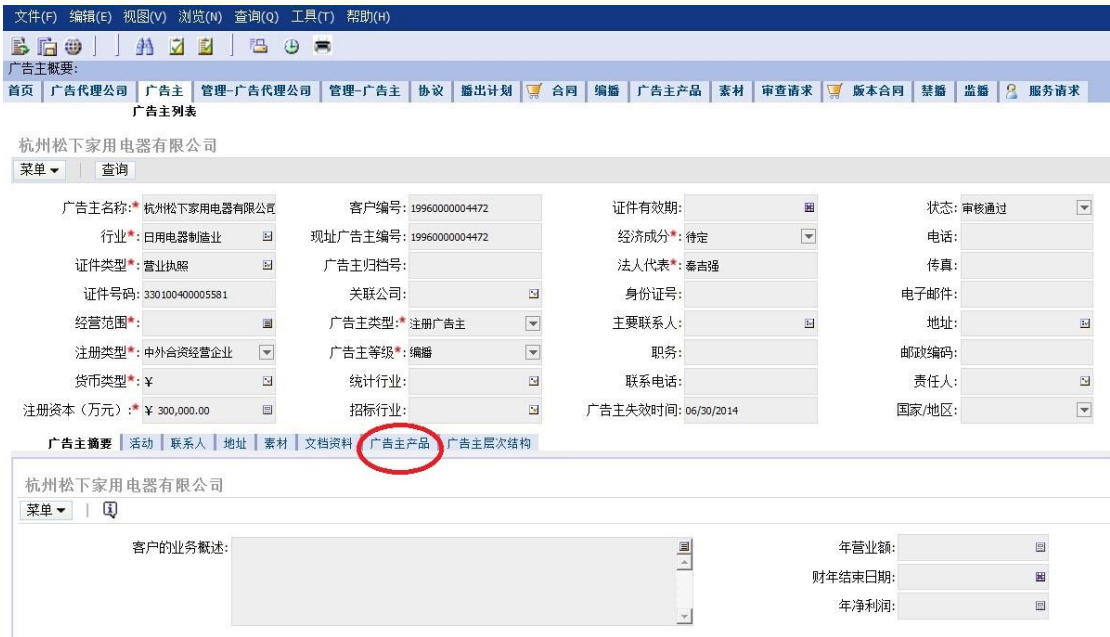 文件(F) 编辑(E) 视图(V) 浏览(N) 查询(Q) 工具(T) 帮助(H)
广告主概要:
首页 广告代理公司 广告主 管理-广告代理公司 管理-广告主 协议 播出计划 合同 编播 广告主产品 素材 审查请求 版本合同 禁播 监播 服务请求
广告主列表
杭州松下家用电器有限公司
菜单 查询
广告主名称:* 杭州松下家用电器有限公司 客户编号: 19960000004472 证件有效期: 状态: 审核通过
行业*: 日用电器制造业 现址广告主编号: 19960000004472 经济成分*: 待定 电话:
证件类型*: 营业执照 广告主归档号: 法人代表*: 秦吉强 传真:
证件号码: 330100400005581 关联公司: 身份证号: 电子邮件:
经营范围*: 广告主类型:* 注册广告主 主要联系人: 地址:
注册类型*: 中外合资经营企业 广告主等级*: 编播 职务: 邮政编码:
货币类型*: ¥ 统计行业: 联系电话: 责任人:
注册资本（万元）:* ¥ 300,000.00 招标行业: 广告主失效时间: 06/30/2014 国家/地区:
广告主摘要 活动 联系人 地址 素材 文档资料 广告主产品 广告主层次结构
杭州松下家用电器有限公司
菜单
客户的业务概述: 年营业额:
财年结束日期:
年净利润: